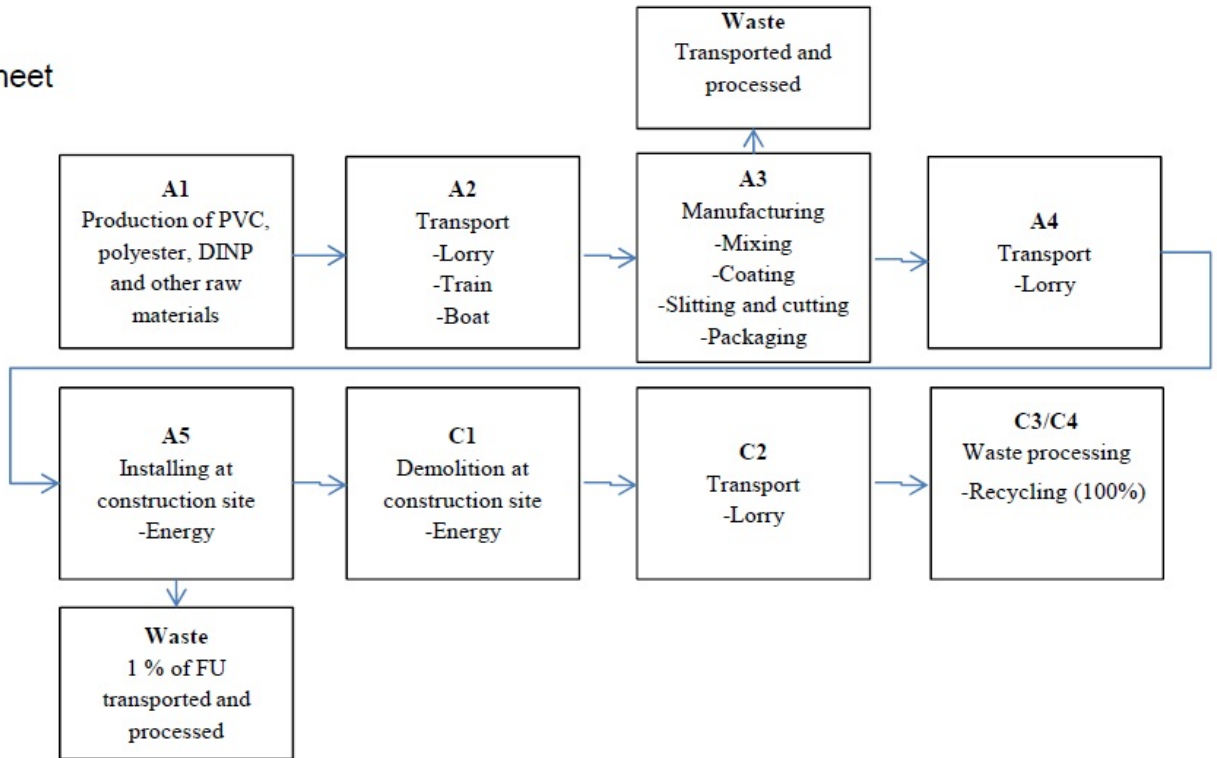 Waste
Transported and
processed
A1
Production of PVC,
polyester, DINP
and other raw
materials
A2
Transport
-Lorry
-Train
-Boat
A3
Manufacturing
-Mixing
-Coating
-Slitting and cutting
-Packaging
A4
Transport
-Lorry
A5
Installing at
construction site
-Energy
C1
Demolition at
construction site
-Energy
C2
Transport
-Lorry
C3/C4
Waste processing
-Recycling (100%)
Waste
1 % of FU
transported and
processed